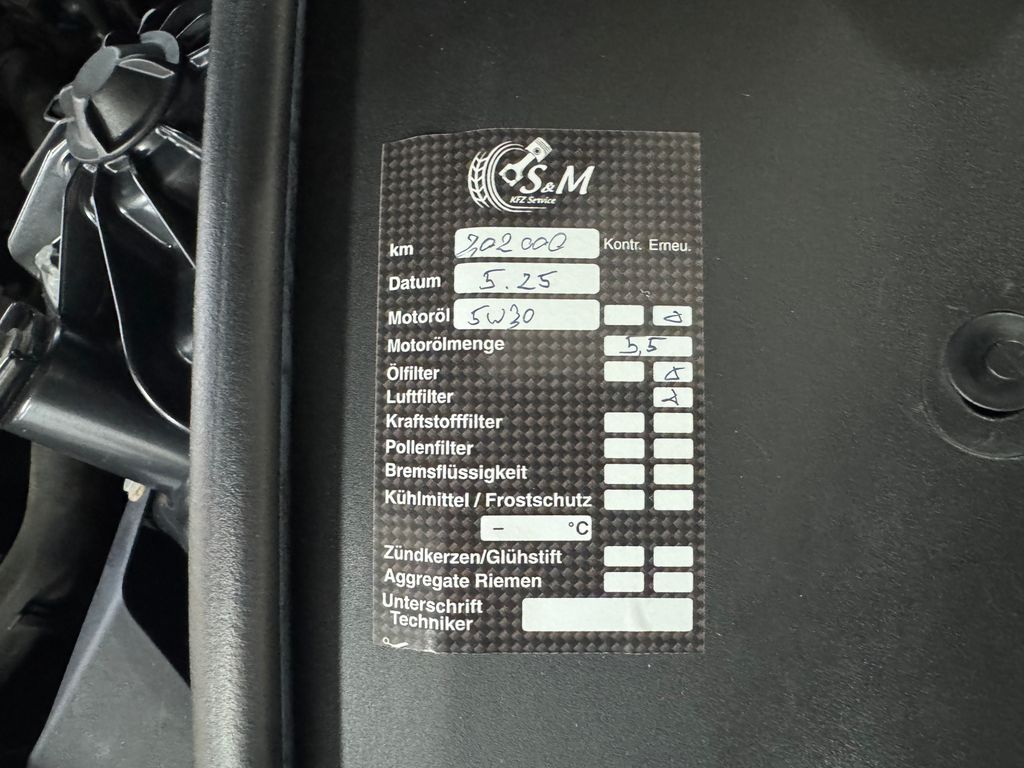 S&M
KFZ Service
km 202000 Kontr. Erneu.
Datum 5.25
Motoröl 5W30
Motorölmenge 5,5
Ölfilter
Luftfilter
Kraftstofffilter
Pollenfilter
Bremsflüssigkeit
Kühlmittel / Frostschutz
– °C
Zündkerzen/Glühstift
Aggregate Riemen
Unterschrift
Techniker